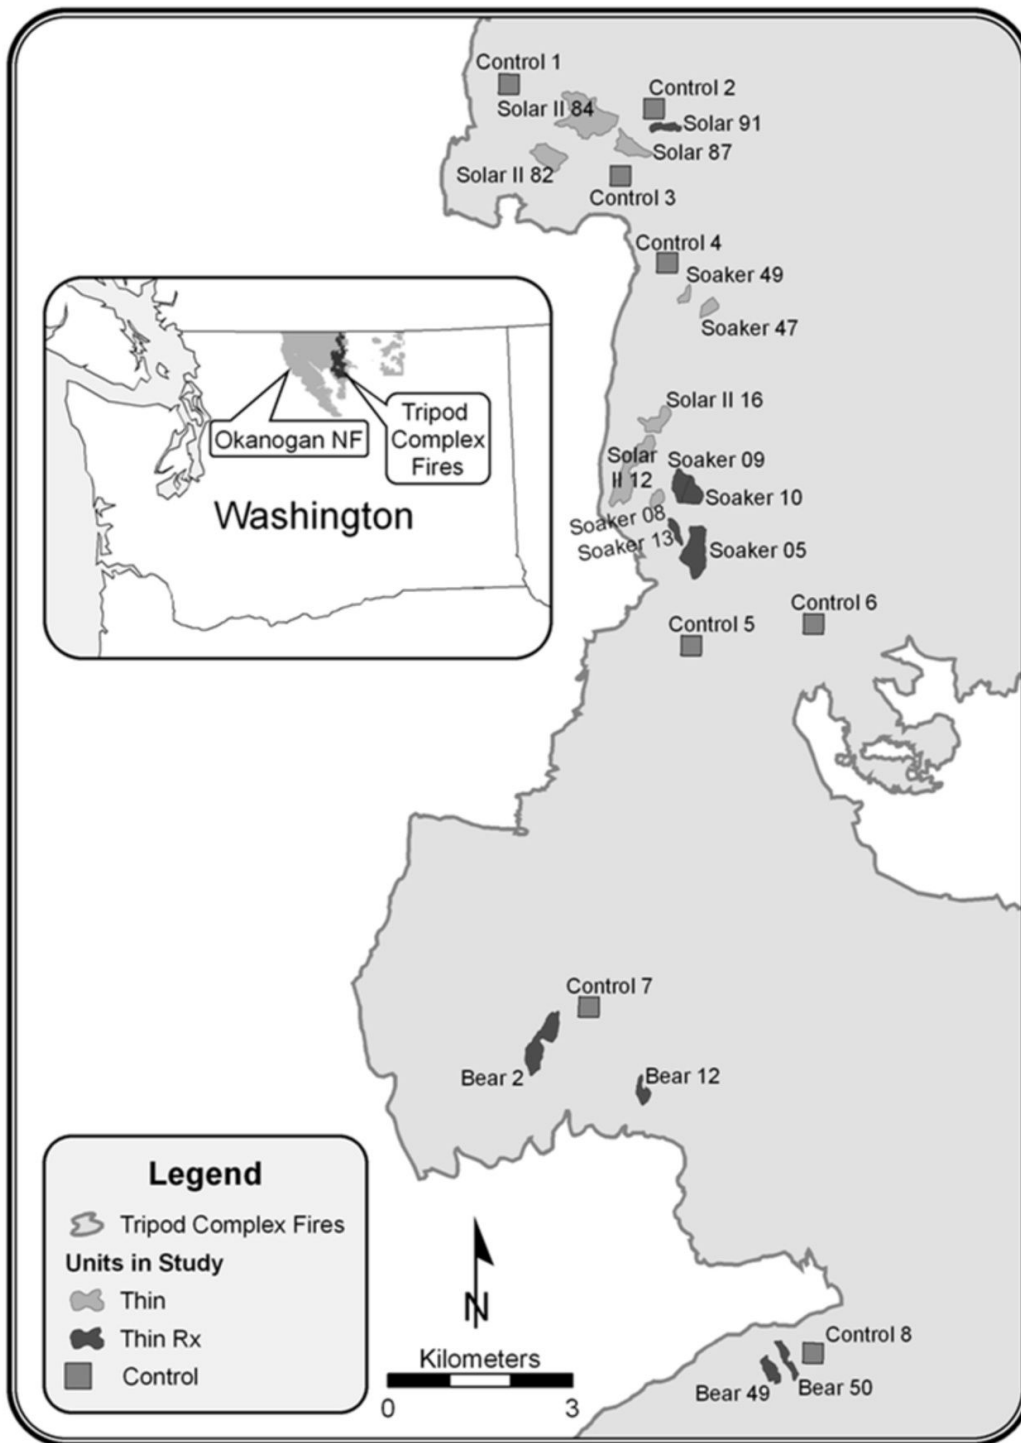 Control 1
Control 2
Solar II 84
Solar 91
Solar 87
Solar II 82
Control 3
Control 4
Soaker 49
Soaker 47
Solar II 16
Solar
II 12
Soaker 09
Soaker 10
Soaker 08
Soaker 13
Soaker 05
Control 6
Control 5
Okanogan NF
Tripod
Complex
Fires
Washington
Control 7
Bear 2
Bear 12
Control 8
Bear 49
Bear 50
Legend
Tripod Complex Fires
Units in Study
Thin
Thin Rx
Control
N
Kilometers
0 3